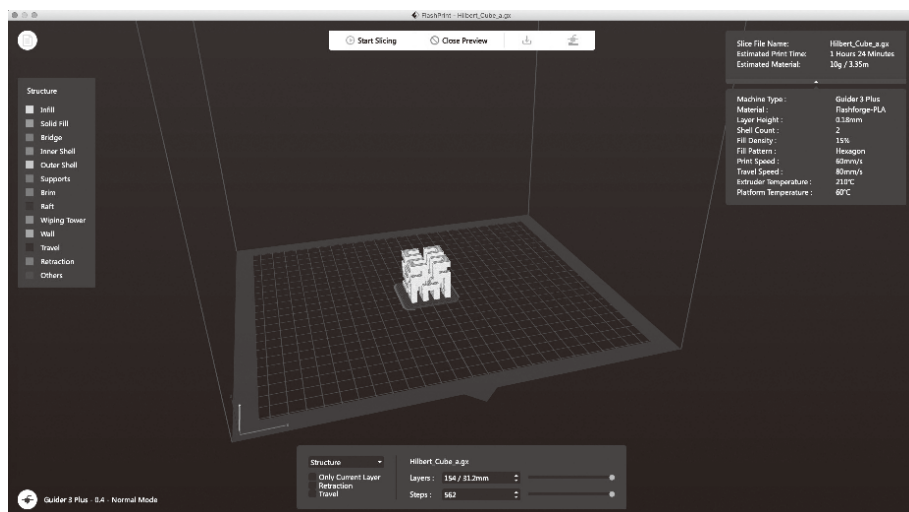 FlashPrint - Hilbert_Cube_a.gx
Start Slicing
Close Preview
Slice File Name: Hilbert_Cube_a.gx
Estimated Print Time: 1 Hours 24 Minutes
Estimated Material: 10g / 3.35m
Machine Type : Guider 3 Plus
Material : Flashforge-PLA
Layer Height : 0.18mm
Shell Count : 2
Fill Density : 15%
Fill Pattern : Hexagon
Print Speed : 60mm/s
Travel Speed : 80mm/s
Extruder Temperature : 210°C
Platform Temperature : 60°C
Structure
Infill
Solid Fill
Bridge
Inner Shell
Outer Shell
Supports
Brim
Raft
Wiping Tower
Wall
Travel
Retraction
Others
Structure
Only Current Layer
Retraction
Travel
Hilbert_Cube_a.gx
Layers : 154 / 31.2mm
Steps : 562
Guider 3 Plus - 0.4 - Normal Mode